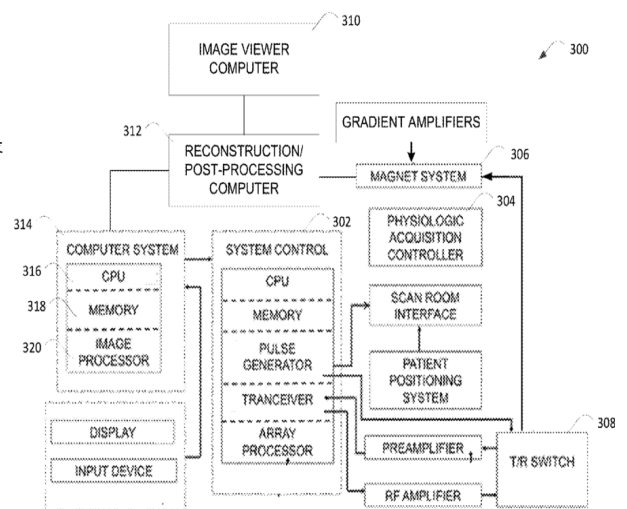 310
IMAGE VIEWER
COMPUTER
300
GRADIENT AMPLIFIERS
312
RECONSTRUCTION/
POST-PROCESSING
COMPUTER
306
MAGNET SYSTEM
304
PHYSIOLOGIC
ACQUISITION
CONTROLLER
314
COMPUTER SYSTEM
316
CPU
318
MEMORY
320
IMAGE
PROCESSOR
302
SYSTEM CONTROL
CPU
MEMORY
PULSE
GENERATOR
TRANCEIVER
ARRAY
PROCESSOR
SCAN ROOM
INTERFACE
PATIENT
POSITIONING
SYSTEM
DISPLAY
INPUT DEVICE
PREAMPLIFIER
RF AMPLIFIER
308
T/R SWITCH